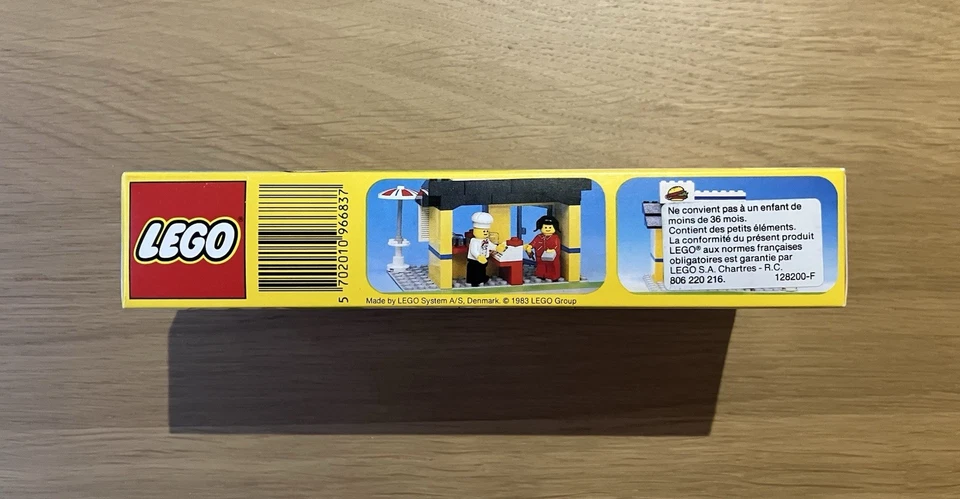 LEGO
5 702010 966837
Made by LEGO System A/S, Denmark. © 1983 LEGO Group
Ne convient pas à un enfant de
moins de 36 mois.
Contient des petits éléments.
La conformité du présent produit
LEGO® aux normes françaises
obligatoires est garantie par
LEGO S.A. Chartres - R.C.
806 220 216.
128200-F